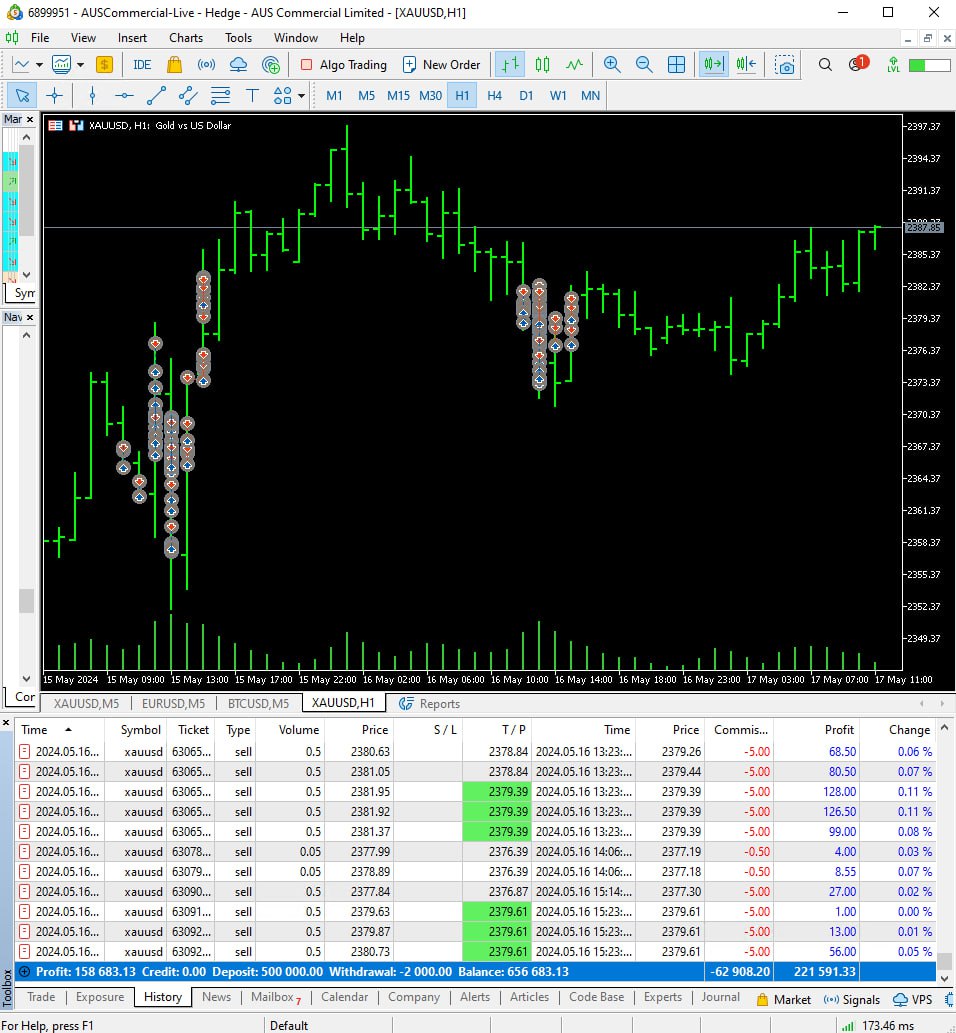 6899951 - AUSCommercial-Live - Hedge - AUS Commercial Limited - [XAUUSD,H1]
File View Insert Charts Tools Window Help
IDE Algo Trading New Order 1 LVL
M1 M5 M15 M30 H1 H4 D1 W1 MN
Mar
Sym
Nav
Cor
XAUUSD, H1: Gold vs US Dollar
2397.37
2394.37
2391.37
2387.85
2385.37
2382.37
2379.37
2376.37
2373.37
2370.37
2367.37
2364.37
2361.37
2358.37
2355.37
2352.37
2349.37
15 May 2024 15 May 09:00 15 May 13:00 15 May 17:00 15 May 22:00 16 May 02:00 16 May 06:00 16 May 10:00 16 May 14:00 16 May 18:00 16 May 23:00 17 May 03:00 17 May 07:00 17 May 11:00
XAUUSD,M5 EURUSD,M5 BTCUSD,M5 XAUUSD,H1 Reports
Time Symbol Ticket Type Volume Price S / L T / P Time Price Commis... Profit Change
2024.05.16... xauusd 63065... sell 0.5 2380.63 2378.84 2024.05.16 13:23:... 2379.26 -5.00 68.50 0.06 %
2024.05.16... xauusd 63065... sell 0.5 2381.05 2378.84 2024.05.16 13:23:... 2379.44 -5.00 80.50 0.07 %
2024.05.16... xauusd 63065... sell 0.5 2381.95 2379.39 2024.05.16 13:23:... 2379.39 -5.00 128.00 0.11 %
2024.05.16... xauusd 63065... sell 0.5 2381.92 2379.39 2024.05.16 13:23:... 2379.39 -5.00 126.50 0.11 %
2024.05.16... xauusd 63065... sell 0.5 2381.37 2379.39 2024.05.16 13:23:... 2379.39 -5.00 99.00 0.08 %
2024.05.16... xauusd 63078... sell 0.05 2377.99 2376.39 2024.05.16 14:06:... 2377.19 -0.50 4.00 0.03 %
2024.05.16... xauusd 63079... sell 0.05 2378.89 2376.39 2024.05.16 14:06:... 2377.18 -0.50 8.55 0.07 %
2024.05.16... xauusd 63090... sell 0.5 2377.84 2376.87 2024.05.16 15:14:... 2377.30 -5.00 27.00 0.02 %
2024.05.16... xauusd 63091... sell 0.5 2379.63 2379.61 2024.05.16 15:23:... 2379.61 -5.00 1.00 0.00 %
2024.05.16... xauusd 63092... sell 0.5 2379.87 2379.61 2024.05.16 15:23:... 2379.61 -5.00 13.00 0.01 %
2024.05.16... xauusd 63092... sell 0.5 2380.73 2379.61 2024.05.16 15:23:... 2379.61 -5.00 56.00 0.05 %
Profit: 158 683.13 Credit: 0.00 Deposit: 500 000.00 Withdrawal: -2 000.00 Balance: 656 683.13 -62 908.20 221 591.33
Toolbox
Trade Exposure History News Mailbox 7 Calendar Company Alerts Articles Code Base Experts Journal Market Signals VPS
For Help, press F1 Default 173.46 ms